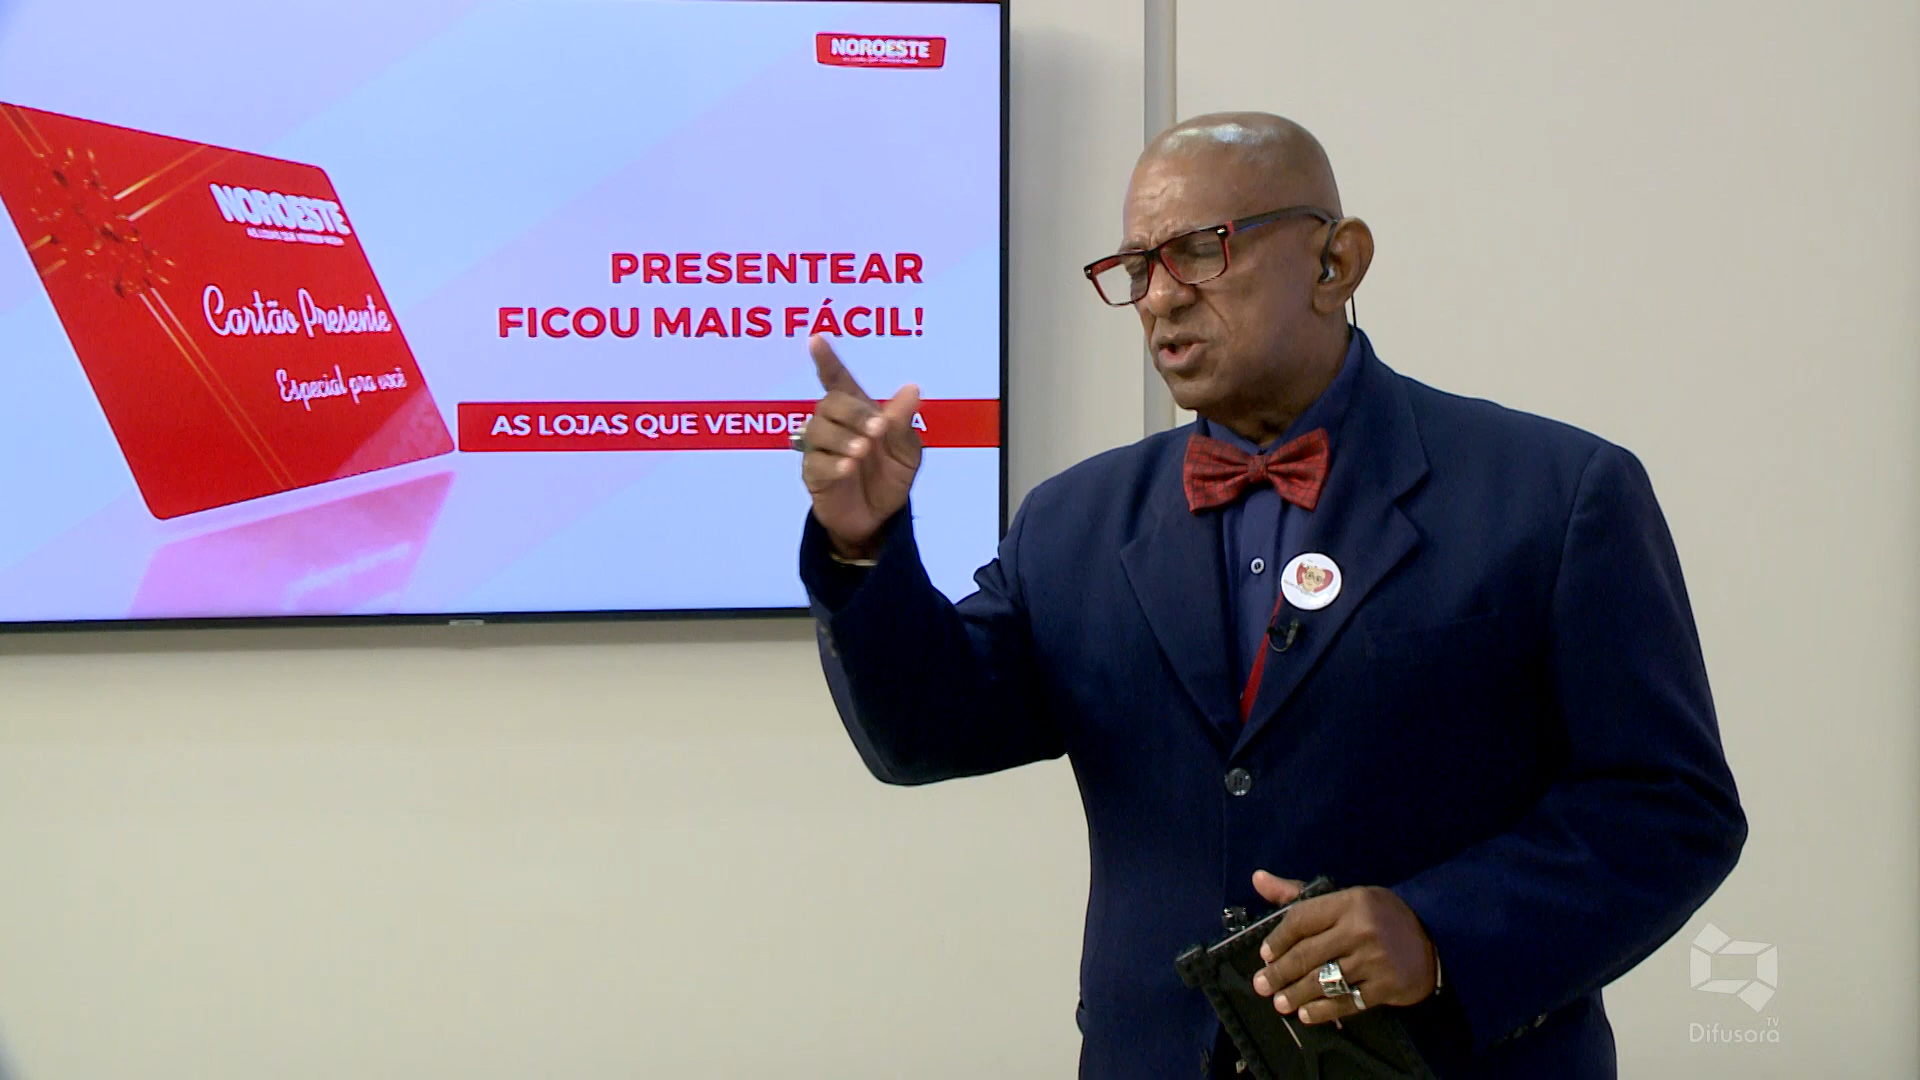 NOROESTE
NOROESTE
Cartão Presente
Especial pra você
PRESENTEAR
FICOU MAIS FÁCIL!
AS LOJAS QUE VENDE
Difusora
TV